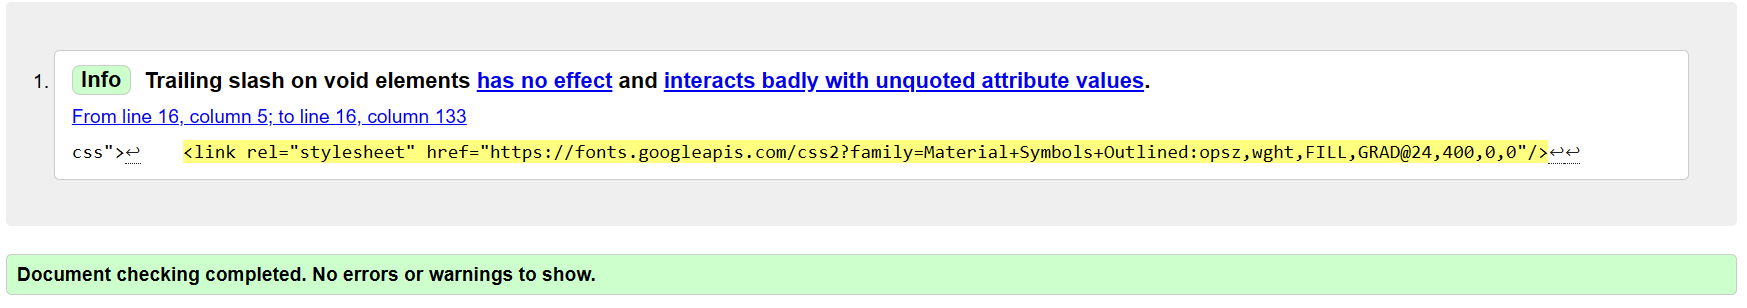 1. Info Trailing slash on void elements has no effect and interacts badly with unquoted attribute values.
From line 16, column 5; to line 16, column 133
css">↩    <link rel="stylesheet" href="https://fonts.googleapis.com/css2?family=Material+Symbols+Outlined:opsz,wght,FILL,GRAD@24,400,0,0"/>↩↩
Document checking completed. No errors or warnings to show.